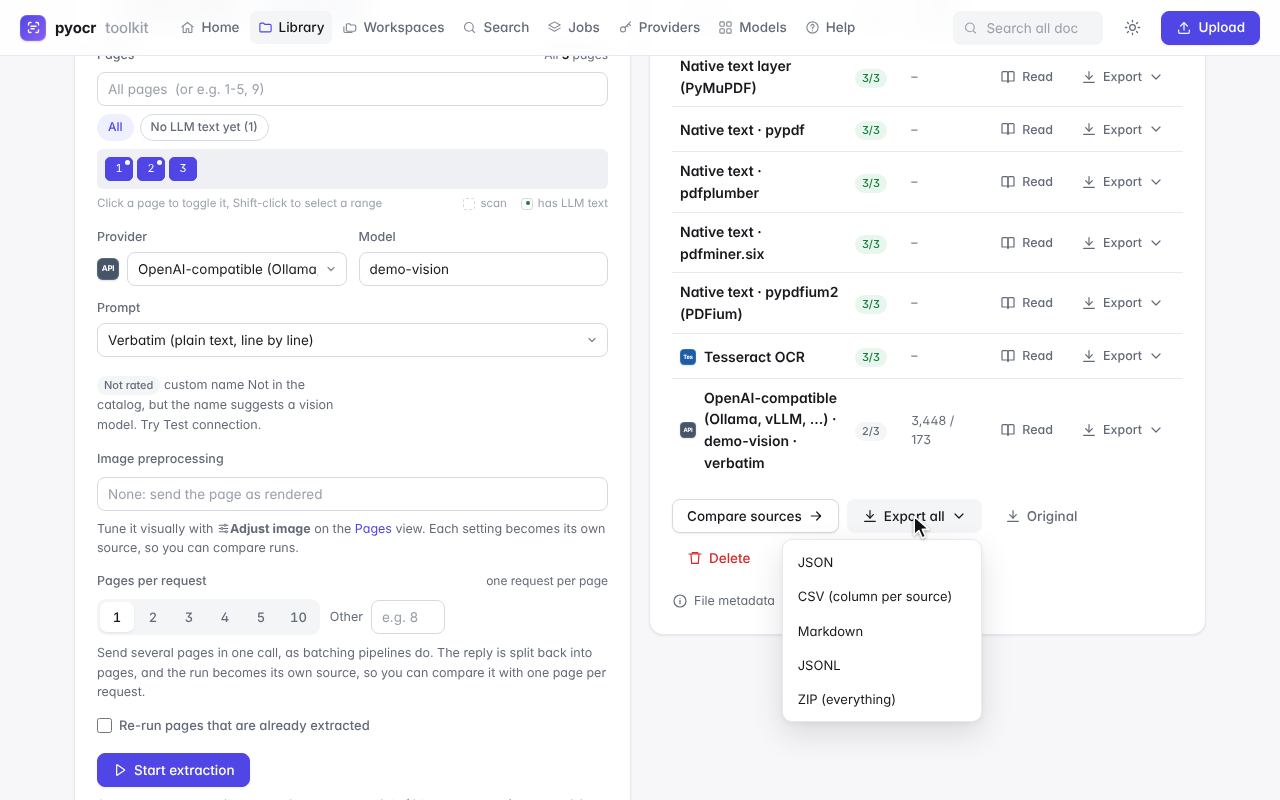 pyocr toolkit
Home
Library
Workspaces
Search
Jobs
Providers
Models
Help
Search all doc
Upload
Pages
All 3 pages
All pages (or e.g. 1-5, 9)
All
No LLM text yet (1)
1 2 3
Click a page to toggle it, Shift-click to select a range
scan
has LLM text
Provider
Model
API
OpenAI-compatible (Ollama,
demo-vision
Prompt
Verbatim (plain text, line by line)
Not rated custom name Not in the
catalog, but the name suggests a vision
model. Try Test connection.
Image preprocessing
None: send the page as rendered
Tune it visually with Adjust image on the Pages view. Each setting becomes its own
source, so you can compare runs.
Pages per request
one request per page
1 2 3 4 5 10
Other
e.g. 8
Send several pages in one call, as batching pipelines do. The reply is split back into
pages, and the run becomes its own source, so you can compare it with one page per
request.
Re-run pages that are already extracted
Start extraction
Native text layer
(PyMuPDF)
3/3 – Read Export
Native text · pypdf
3/3 – Read Export
Native text ·
pdfplumber
3/3 – Read Export
Native text ·
pdfminer.six
3/3 – Read Export
Native text · pypdfium2
(PDFium)
3/3 – Read Export
Tes
Tesseract OCR
3/3 – Read Export
API
OpenAI-compatible
(Ollama, vLLM, …) ·
demo-vision ·
verbatim
2/3
3,448 /
173
Read Export
Compare sources
Export all
Original
Delete
File metadata
JSON
CSV (column per source)
Markdown
JSONL
ZIP (everything)